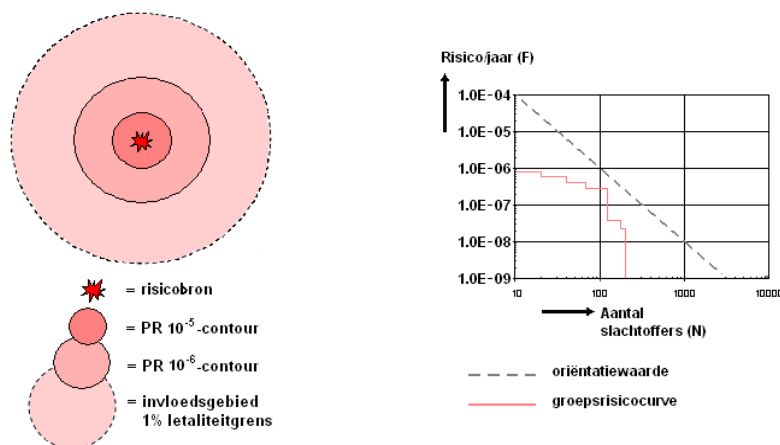 = risicobron
= PR 10⁻⁵-contour
= PR 10⁻⁶-contour
= invloedsgebied
1% letaliteitgrens
Risico/jaar (F)
1.0E-04
1.0E-05
1.0E-06
1.0E-07
1.0E-08
1.0E-09
10 100 1000 10000
Aantal
slachtoffers (N)
oriëntatiewaarde
groepsrisicocurve